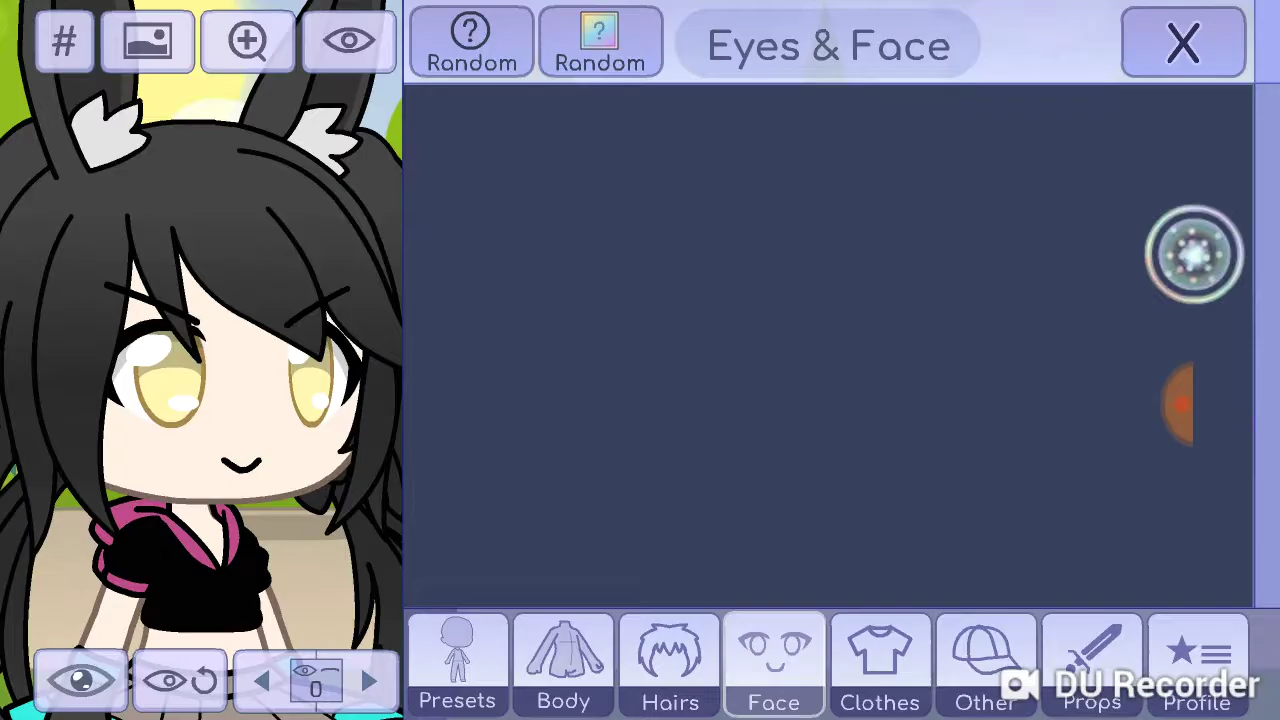 #
?
Random
?
Random
Eyes & Face
X
0
Presets
Body
Hairs
Face
Clothes
Other
Props
Profile
DU Recorder